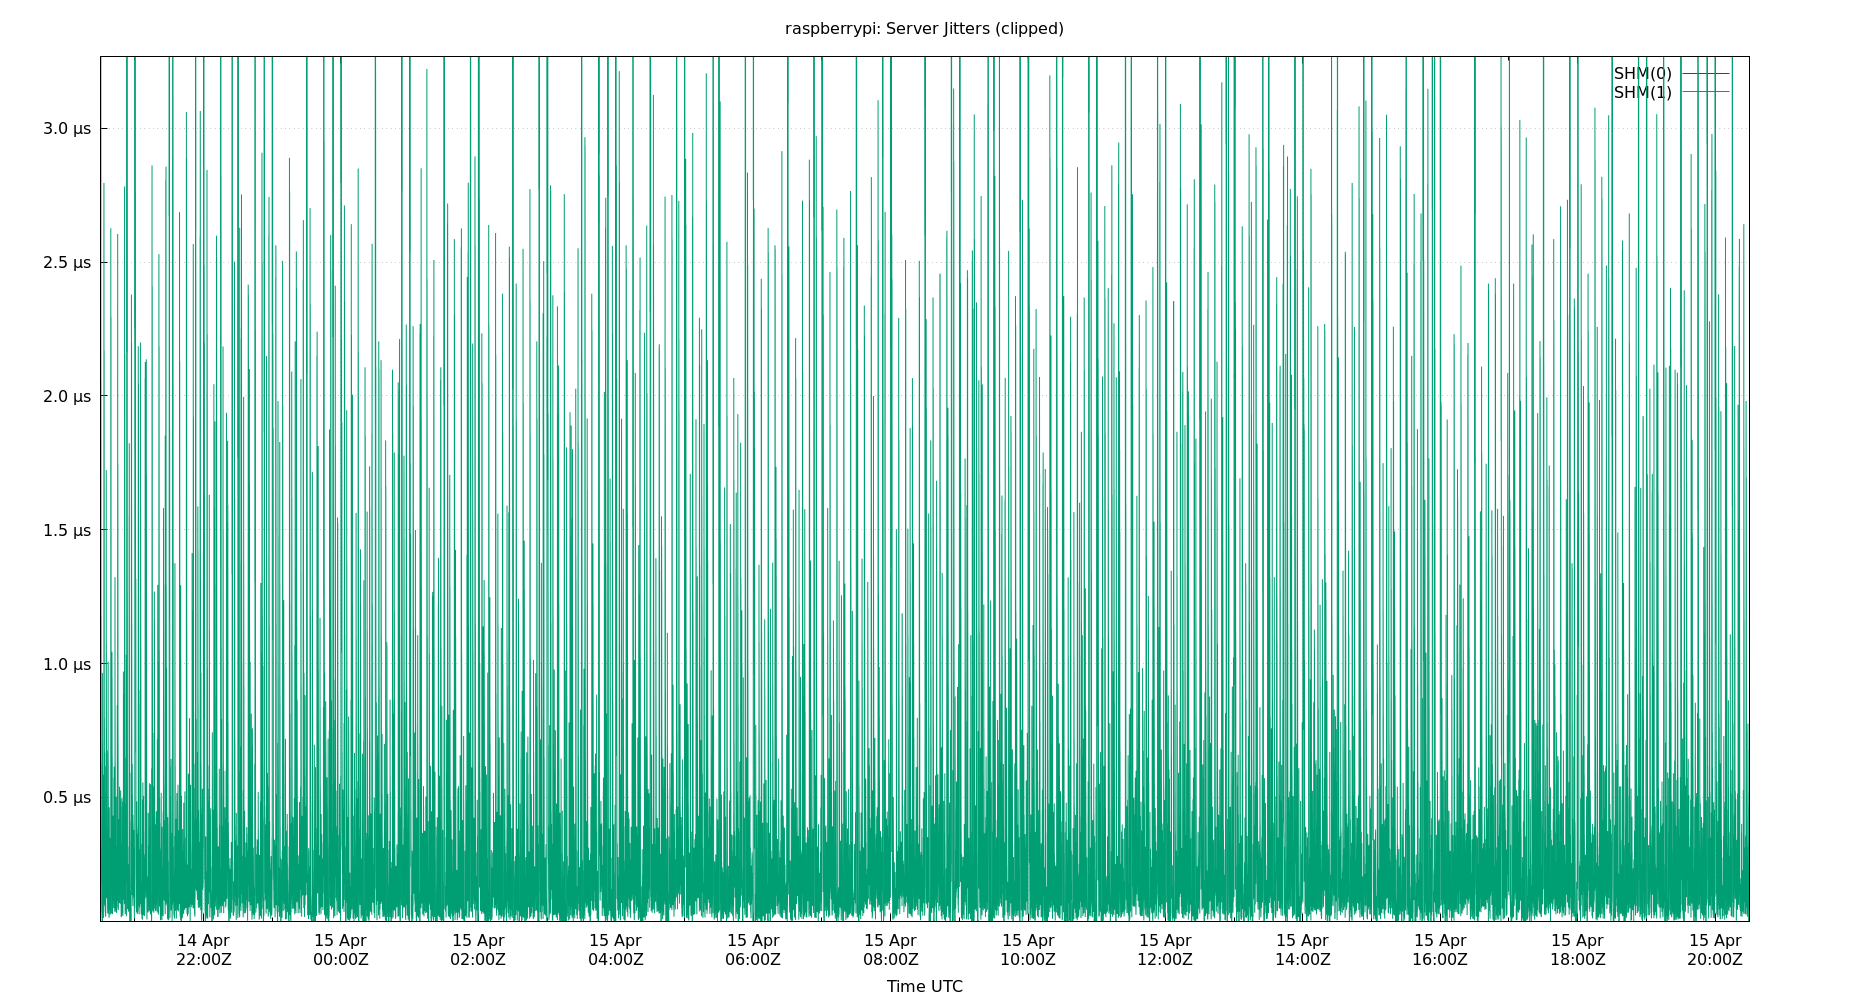 raspberrypi: Server Jitters (clipped)
SHM(0)
SHM(1)
3.0 µs
2.5 µs
2.0 µs
1.5 µs
1.0 µs
0.5 µs
14 Apr 15 Apr 15 Apr 15 Apr 15 Apr 15 Apr 15 Apr 15 Apr 15 Apr 15 Apr 15 Apr 15 Apr
22:00Z 00:00Z 02:00Z 04:00Z 06:00Z 08:00Z 10:00Z 12:00Z 14:00Z 16:00Z 18:00Z 20:00Z
Time UTC